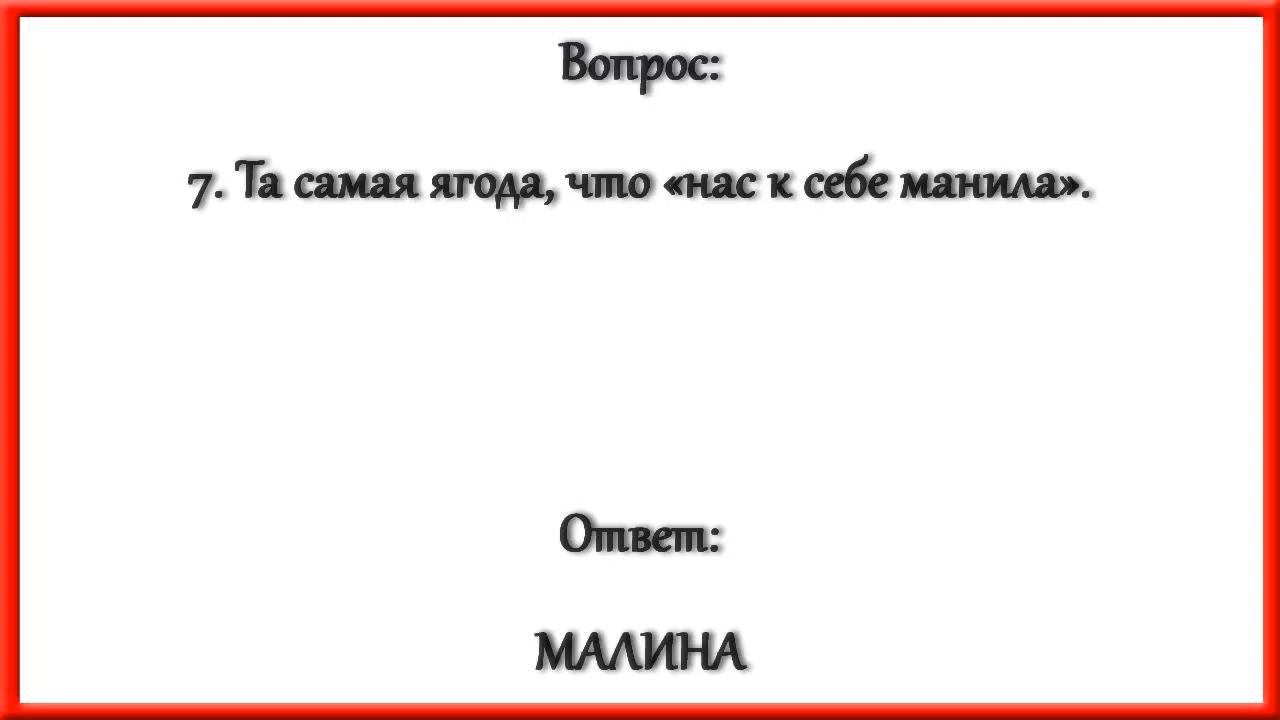 Вопрос:
7. Та самая ягода, что «нас к себе манила».
Ответ:
МАЛИНА